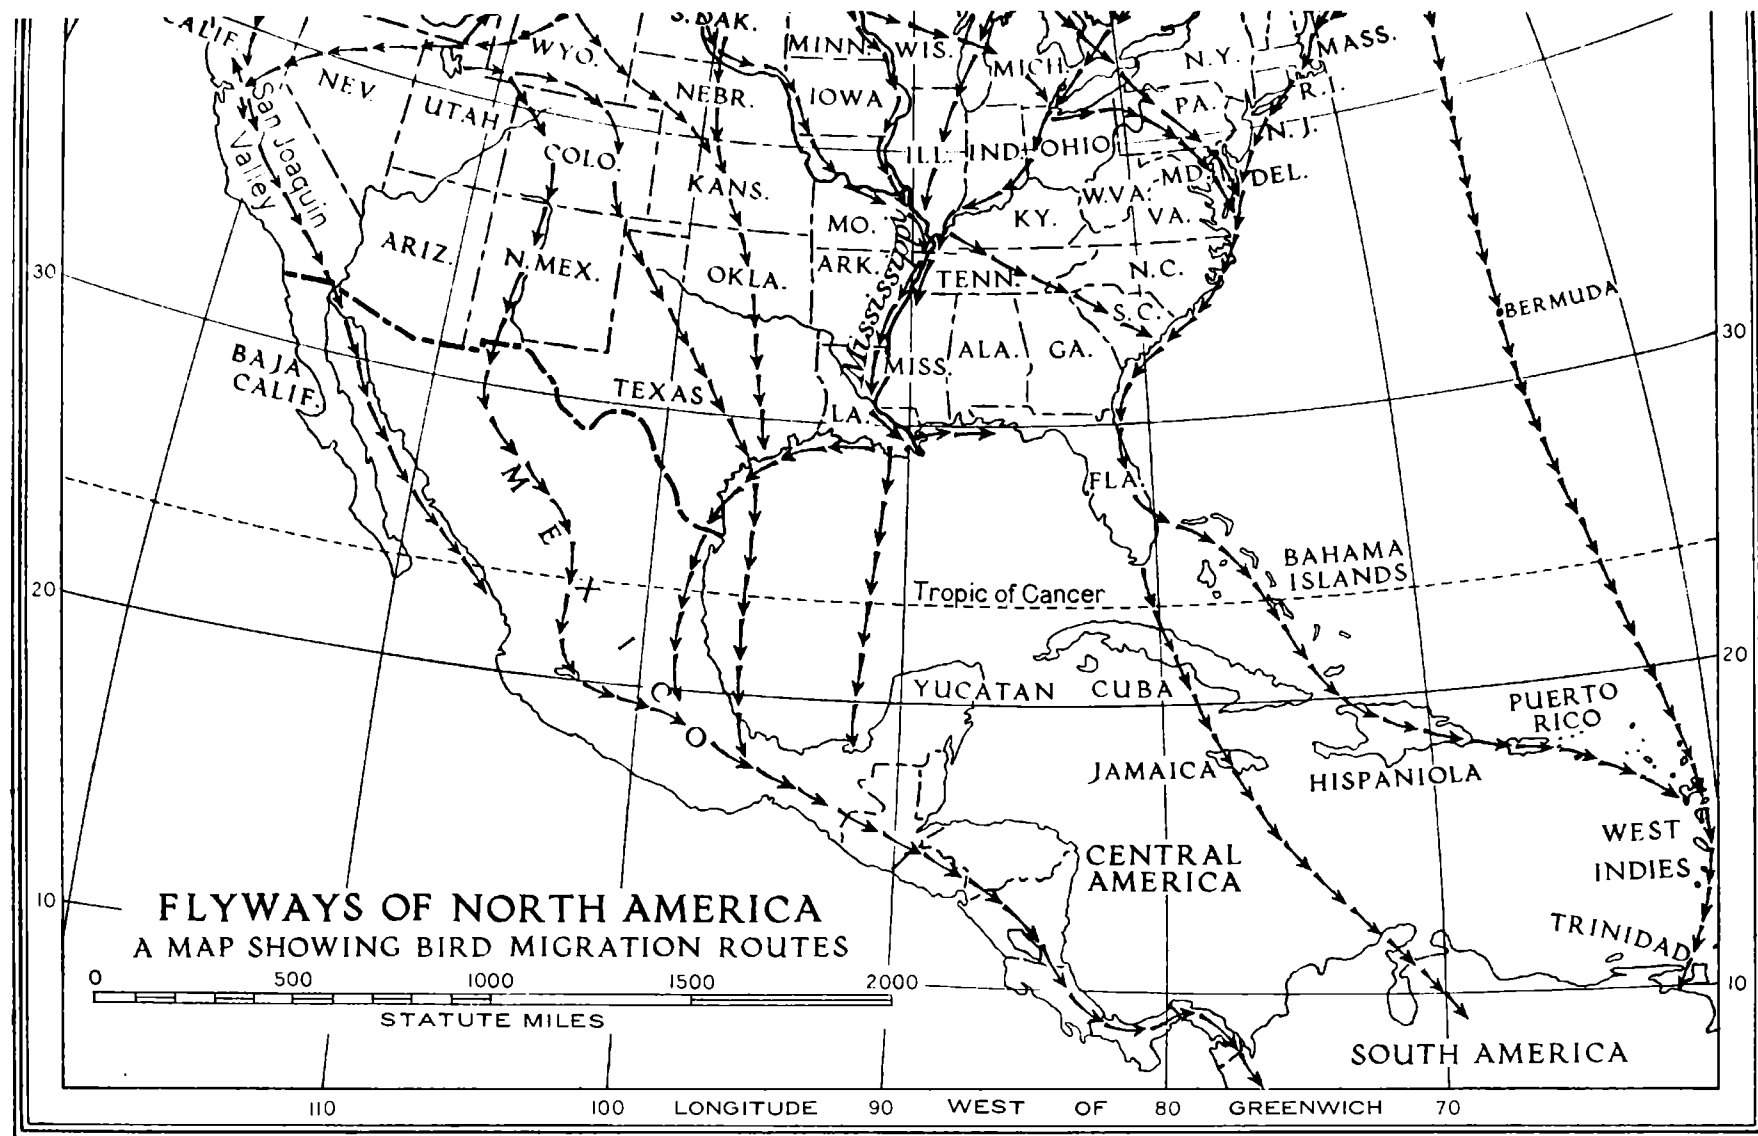 CALIF.
S. DAK.
MINN.
WIS.
MICH.
N.Y.
MASS.
WYO.
NEV.
UTAH
NEBR.
IOWA
PA.
R.I.
San Joaquin
Valley
COLO.
ILL.
IND.
OHIO
N.J.
KANS.
MO.
KY.
W.VA.
MD.
DEL.
VA.
ARIZ.
N.MEX.
OKLA.
ARK.
Mississippi
TENN.
N.C.
S.C.
30
BERMUDA
30
BAJA
CALIF.
TEXAS
LA.
MISS.
ALA.
GA.
FLA.
M E X I C O
BAHAMA
ISLANDS
Tropic of Cancer
20
20
YUCATAN
CUBA
PUERTO
RICO
JAMAICA
HISPANIOLA
WEST
INDIES
CENTRAL
AMERICA
TRINIDAD
10
10
FLYWAYS OF NORTH AMERICA
A MAP SHOWING BIRD MIGRATION ROUTES
0 500 1000 1500 2000
STATUTE MILES
SOUTH AMERICA
110 100 LONGITUDE 90 WEST OF 80 GREENWICH 70